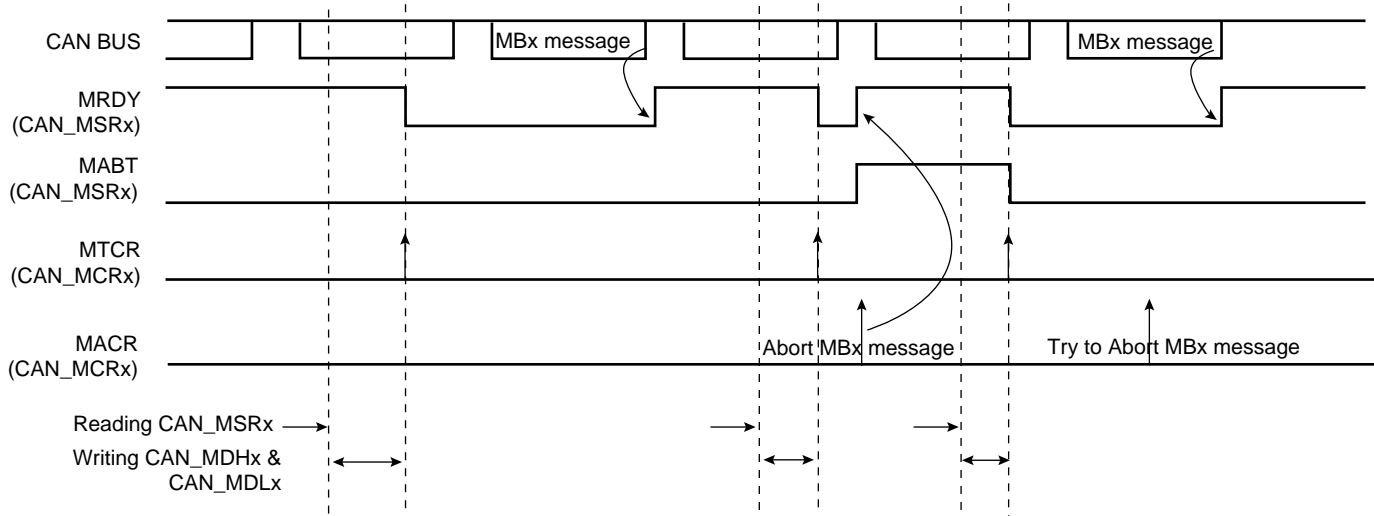 CAN BUS
MBx message
MBx message
MRDY
(CAN_MSRx)
MABT
(CAN_MSRx)
MTCR
(CAN_MCRx)
MACR
(CAN_MCRx)
Abort MBx message
Try to Abort MBx message
Reading CAN_MSRx
Writing CAN_MDHx &
CAN_MDLx